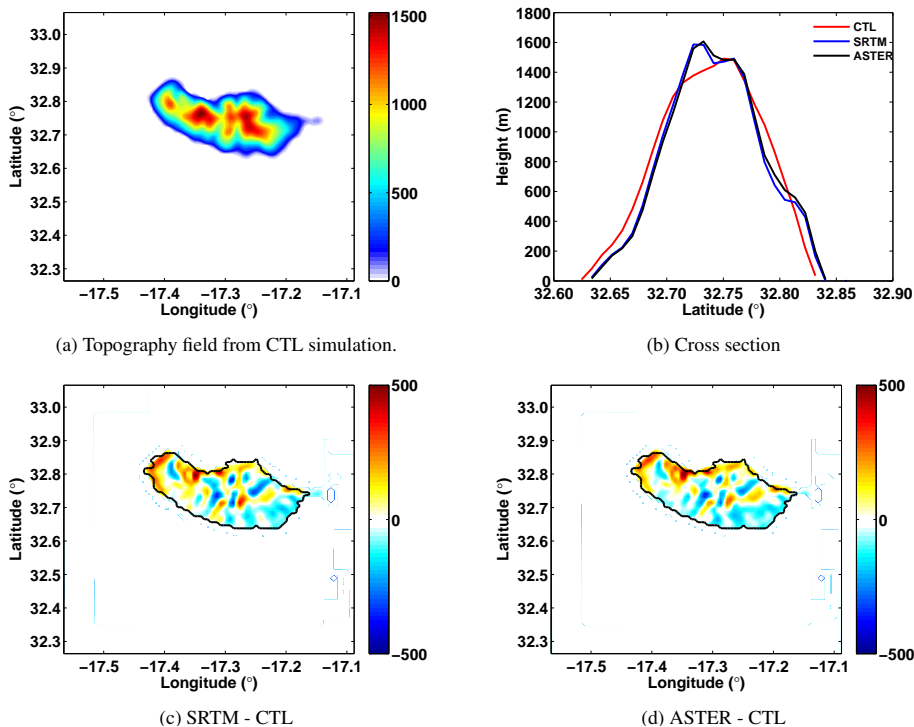 33.1
33
32.9
32.8
32.7
32.6
32.5
32.4
32.3
Latitude (°)
−17.5 −17.4 −17.3 −17.2 −17.1
Longitude (°)
1500
1000
500
0
(a) Topography field from CTL simulation.
1800
1600
1400
1200
1000
800
600
400
200
0
Height (m)
32.60 32.65 32.70 32.75 32.80 32.85 32.90
Latitude (°)
CTL
SRTM
ASTER
(b) Cross section
33.0
32.9
32.8
32.7
32.6
32.5
32.4
32.3
Latitude (°)
−17.5 −17.4 −17.3 −17.2 −17.1
Longitude (°)
500
0
−500
(c) SRTM - CTL
33.0
32.9
32.8
32.7
32.6
32.5
32.4
32.3
Latitude (°)
−17.5 −17.4 −17.3 −17.2 −17.1
Longitude (°)
500
0
−500
(d) ASTER - CTL